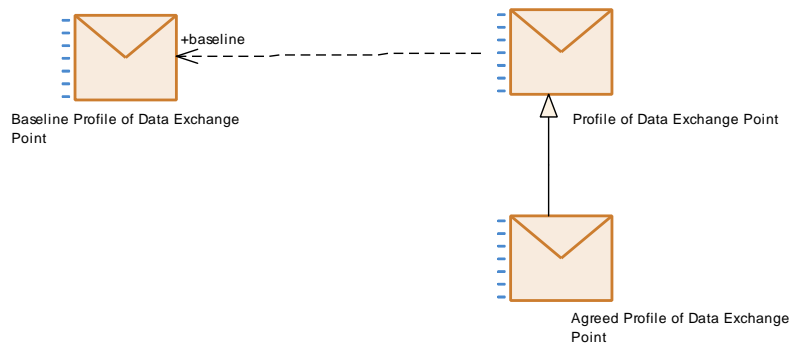 +baseline
Baseline Profile of Data Exchange
Point
Profile of Data Exchange Point
Agreed Profile of Data Exchange
Point